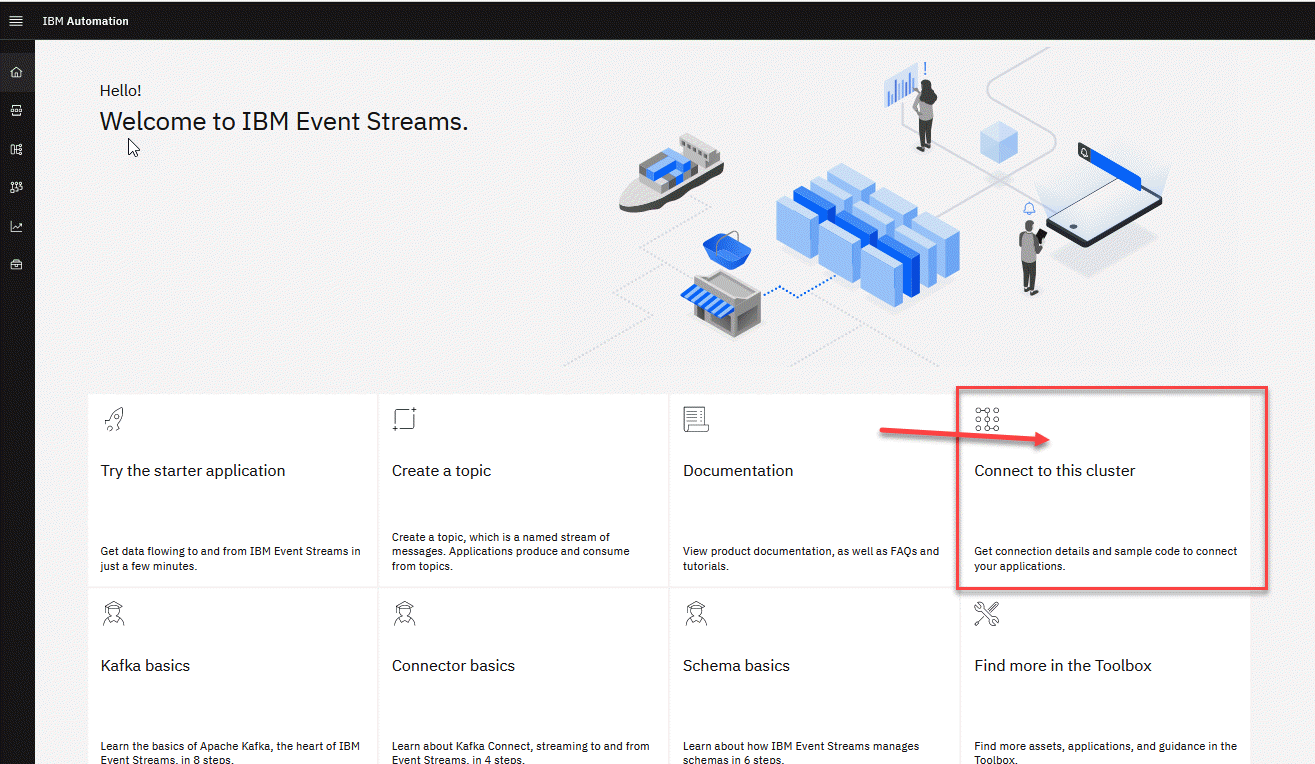 IBM Automation
Hello!
Welcome to IBM Event Streams.
!
Try the starter application
Get data flowing to and from IBM Event Streams in
just a few minutes.
Create a topic
Create a topic, which is a named stream of
messages. Applications produce and consume
from topics.
Documentation
View product documentation, as well as FAQs and
tutorials.
Connect to this cluster
Get connection details and sample code to connect
your applications.
Kafka basics
Learn the basics of Apache Kafka, the heart of IBM
Event Streams, in 8 steps.
Connector basics
Learn about Kafka Connect, streaming to and from
Event Streams, in 4 steps.
Schema basics
Learn about how IBM Event Streams manages
schemas in 6 steps.
Find more in the Toolbox
Find more assets, applications, and guidance in the
Toolbox.